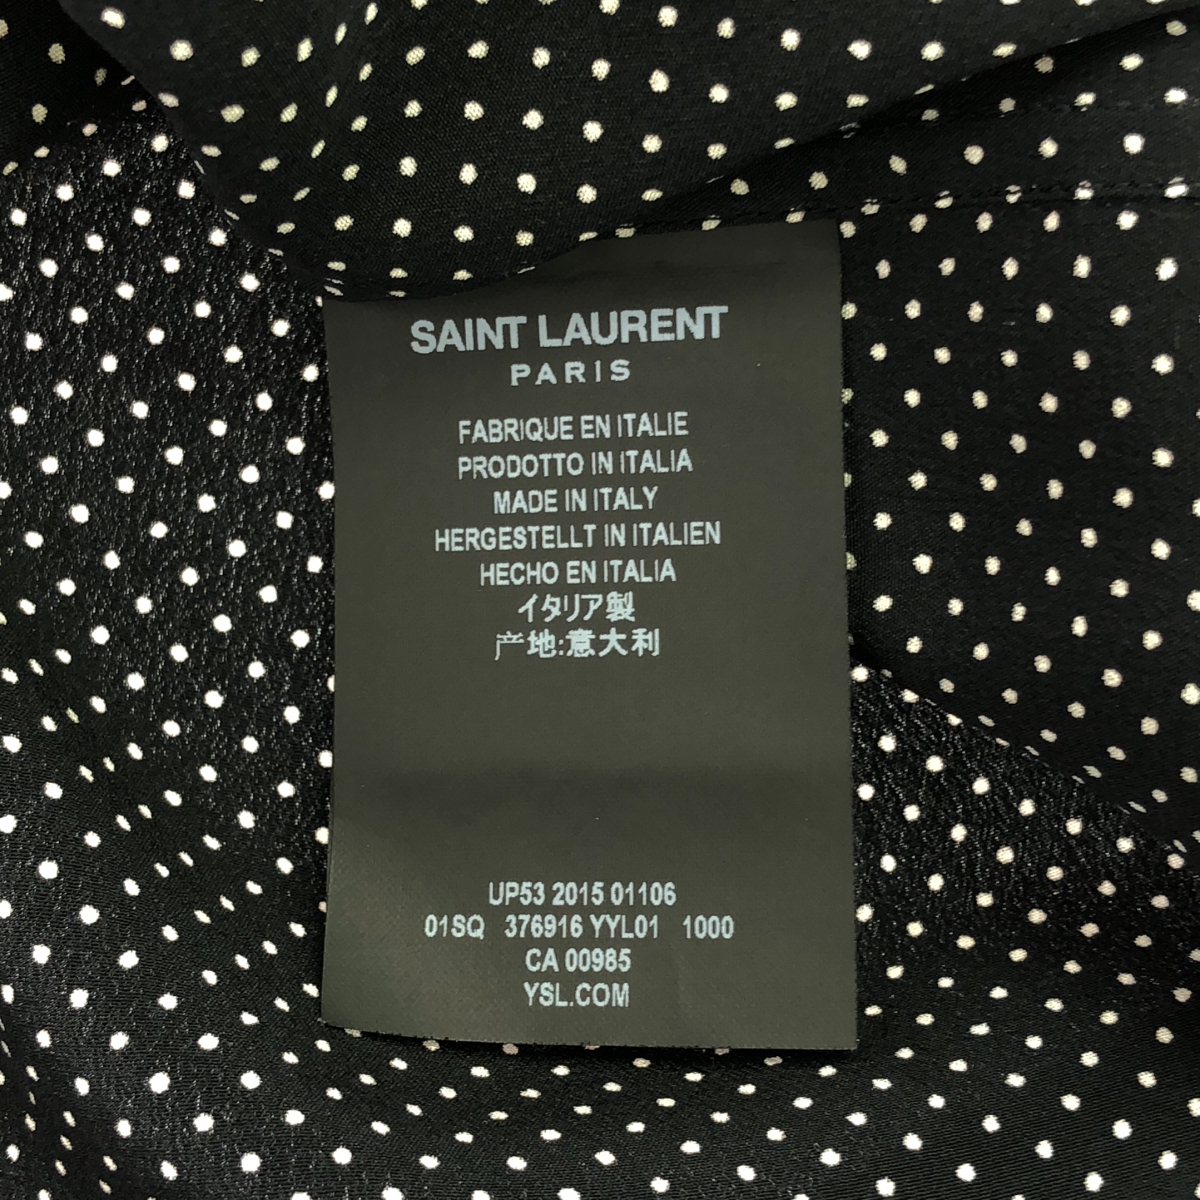 SAINT LAURENT
PARIS
FABRIQUE EN ITALIE
PRODOTTO IN ITALIA
MADE IN ITALY
HERGESTELLT IN ITALIEN
HECHO EN ITALIA
イタリア製
产地:意大利
UP53 2015 01106
01SQ 376916 YYL01 1000
CA 00985
YSL.COM